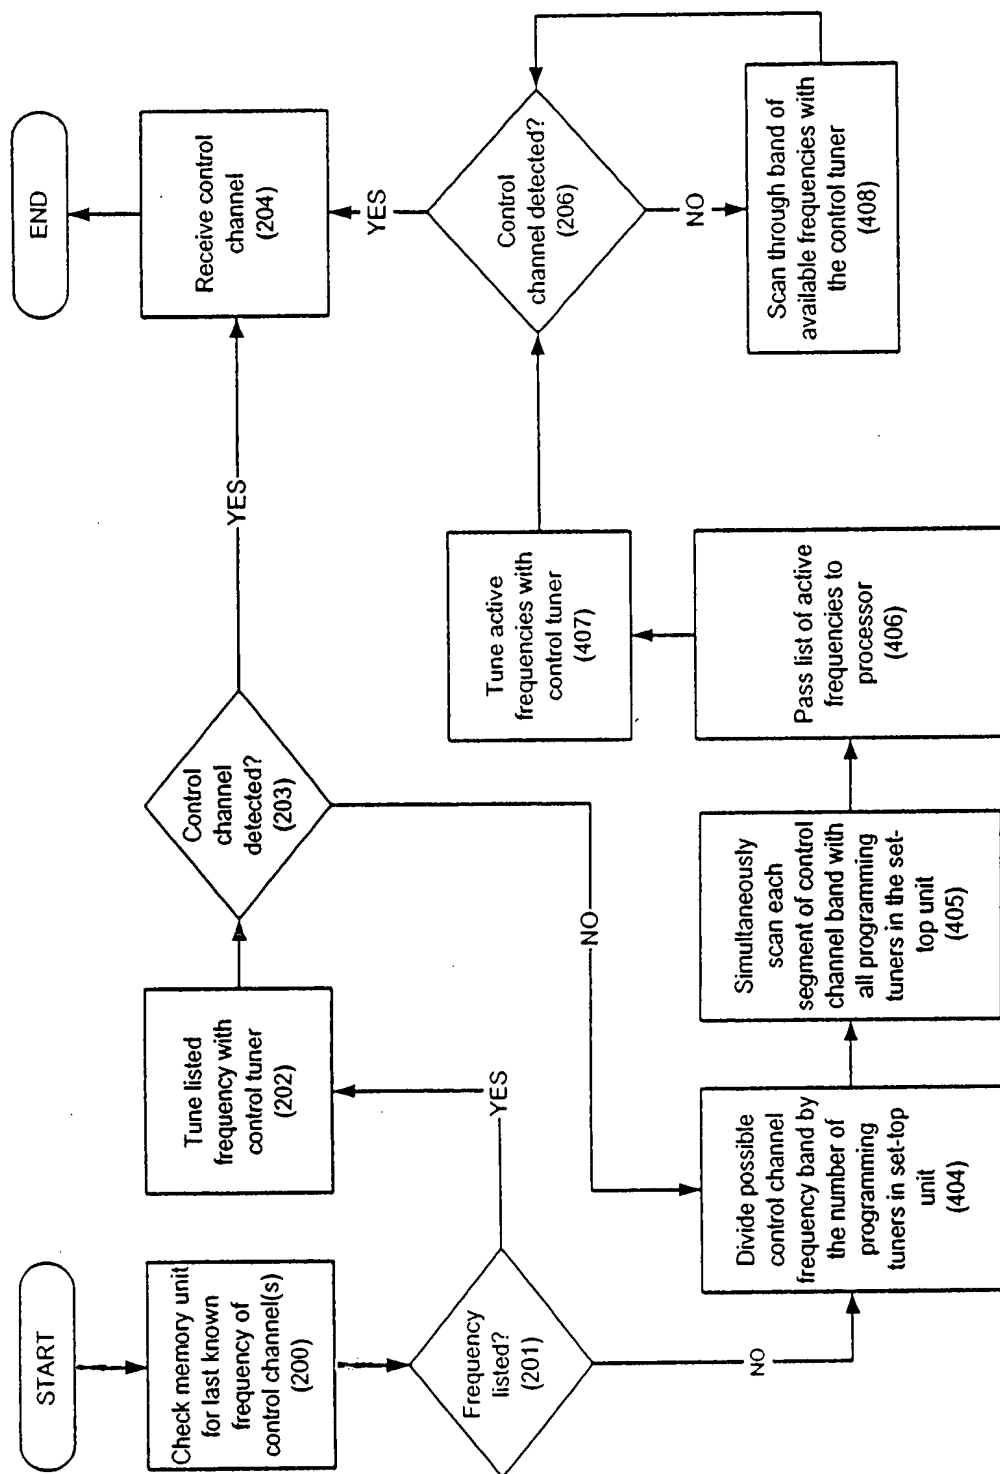 START
Check memory unit
for last known
frequency of
control channel(s)
(200)
Frequency
listed?
(201)
YES
NO
Tune listed
frequency with
control tuner
(202)
Control
channel
detected?
(203)
YES
NO
Divide possible
control channel
frequency band by
the number of
programming
tuners in set-top
unit
(404)
Simultaneously
scan each
segment of control
channel band with
all programming
tuners in the set-
top unit
(405)
Pass list of active
frequencies to
processor
(406)
Tune active
frequencies with
control tuner
(407)
Control
channel detected?
(206)
YES
NO
Scan through band of
available frequencies with
the control tuner
(408)
Receive control
channel
(204)
END